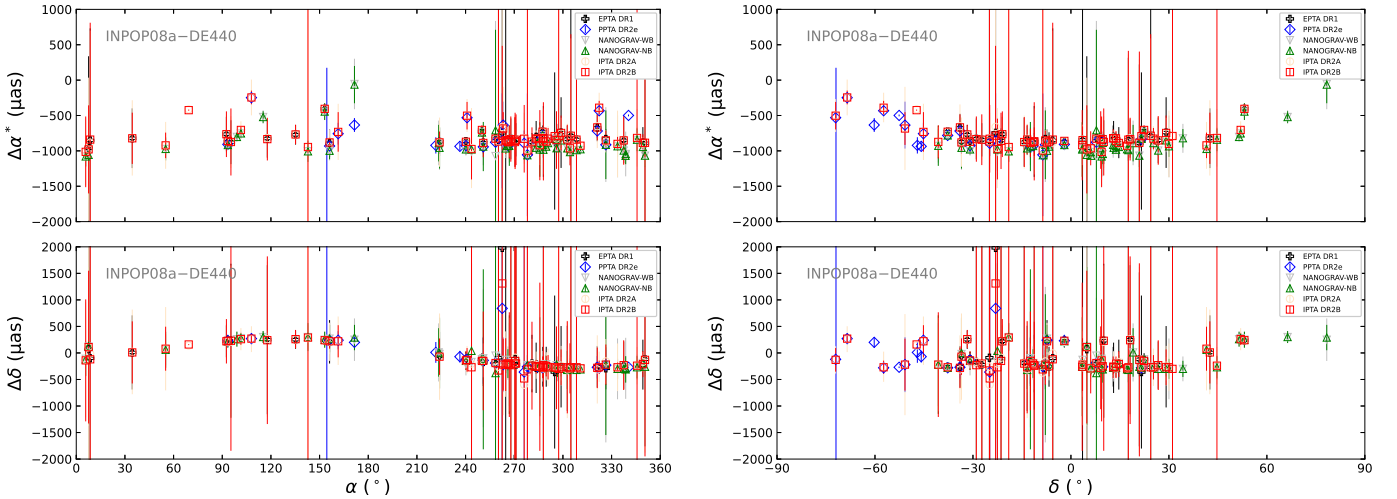 1000
500
0
−500
−1000
−1500
−2000
Δα* (μas)
INPOP08a−DE440
EPTA DR1
PPTA DR2e
NANOGRAV-WB
NANOGRAV-NB
IPTA DR2A
IPTA DR2B
1000
500
0
−500
−1000
−1500
−2000
Δα* (μas)
INPOP08a−DE440
EPTA DR1
PPTA DR2e
NANOGRAV-WB
NANOGRAV-NB
IPTA DR2A
IPTA DR2B
2000
1500
1000
500
0
−500
−1000
−1500
−2000
Δδ (μas)
INPOP08a−DE440
EPTA DR1
PPTA DR2e
NANOGRAV-WB
NANOGRAV-NB
IPTA DR2A
IPTA DR2B
0 30 60 90 120 150 180 210 240 270 300 330 360
α (°)
2000
1500
1000
500
0
−500
−1000
−1500
−2000
Δδ (μas)
INPOP08a−DE440
EPTA DR1
PPTA DR2e
NANOGRAV-WB
NANOGRAV-NB
IPTA DR2A
IPTA DR2B
−90 −60 −30 0 30 60 90
δ (°)